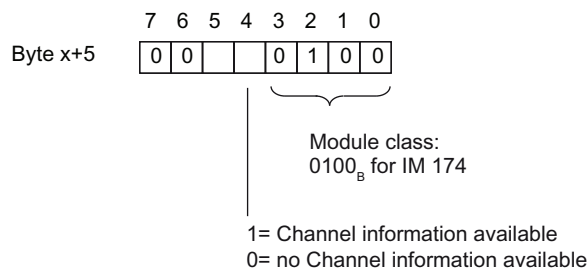 7 6 5 4 3 2 1 0
Byte x+5 0 0 0 1 0 0
Module class:
0100B for IM 174
1= Channel information available
0= no Channel information available